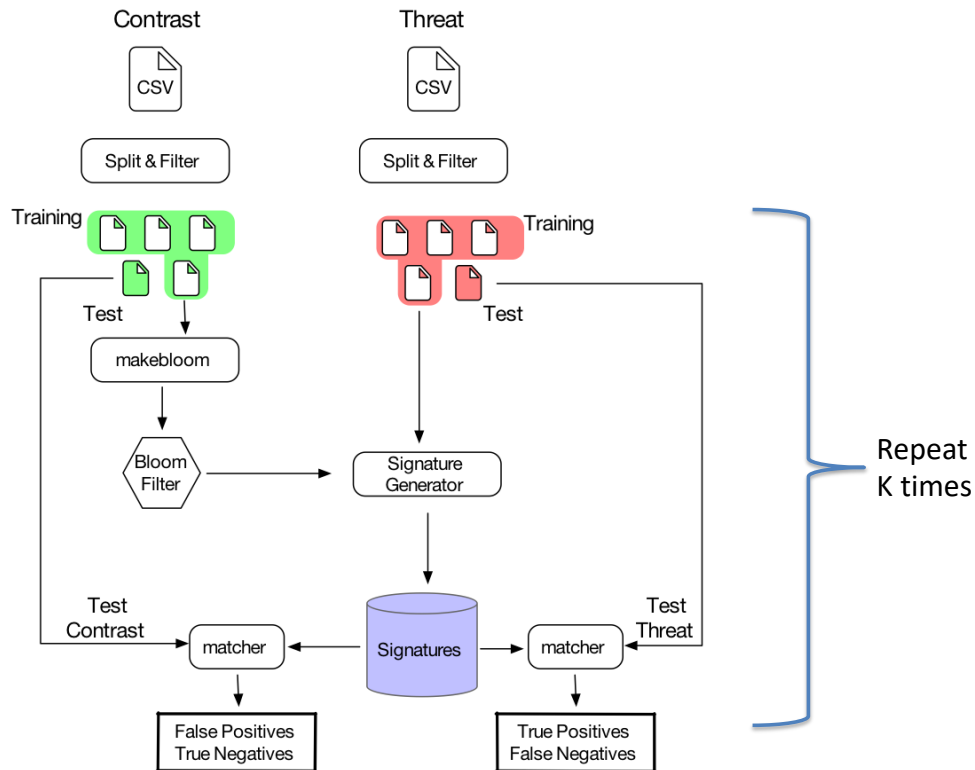 Contrast
Threat
CSV
CSV
Split & Filter
Split & Filter
Training
Training
Test
Test
makebloom
Bloom
Filter
Signature
Generator
Repeat
K times
Test
Contrast
Test
Threat
matcher
Signatures
matcher
False Positives
True Negatives
True Positives
False Negatives